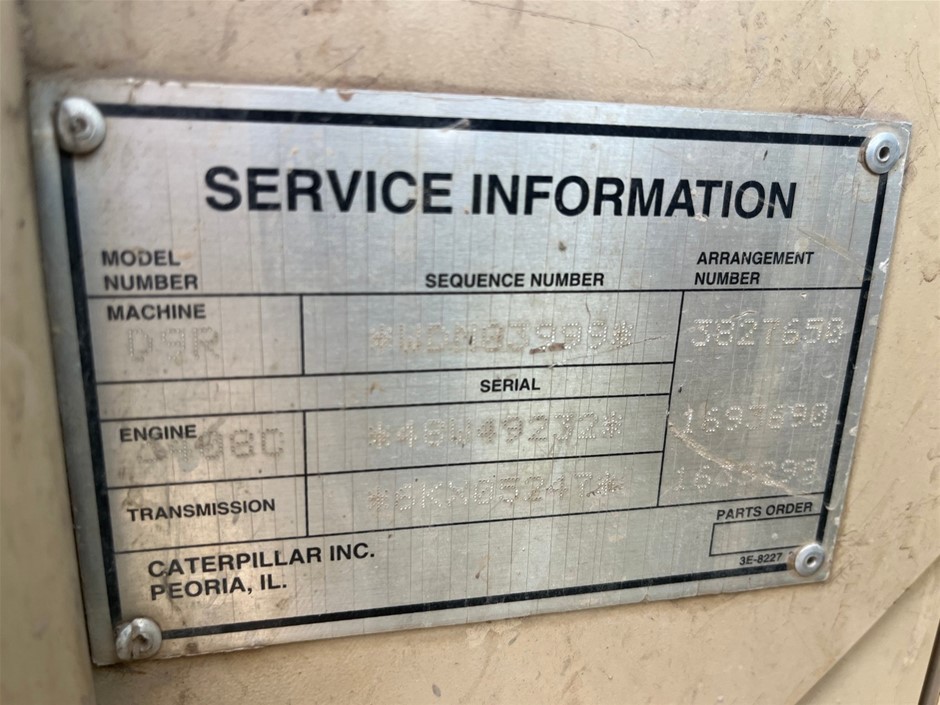 SERVICE INFORMATION
MODEL NUMBER
SEQUENCE NUMBER
ARRANGEMENT NUMBER
MACHINE
D9R
3827650
SERIAL
ENGINE
TRANSMISSION
PARTS ORDER
CATERPILLAR INC.
PEORIA, IL.
3E-8227